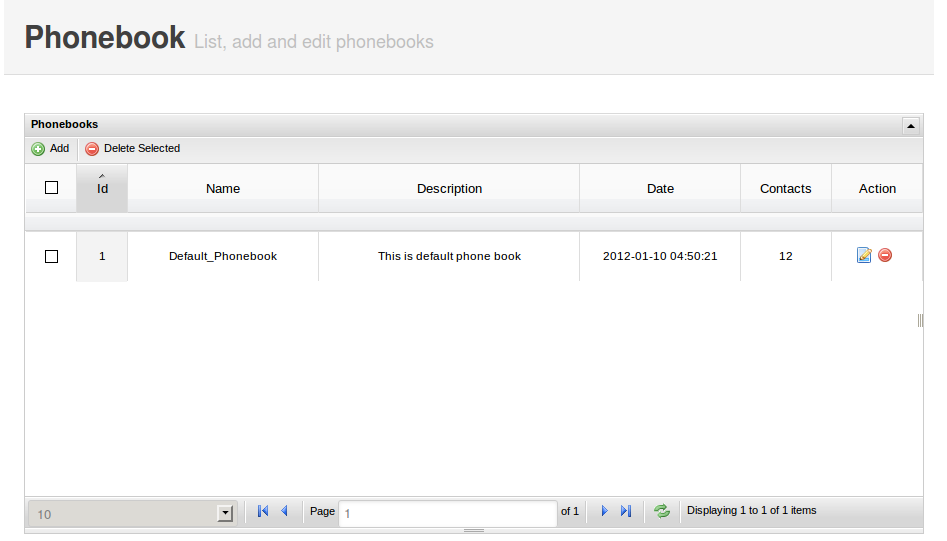 Phonebook List, add and edit phonebooks
Phonebooks
Add Delete Selected
Id Name Description Date Contacts Action
1 Default_Phonebook This is default phone book 2012-01-10 04:50:21 12
10 Page 1 of 1 Displaying 1 to 1 of 1 items